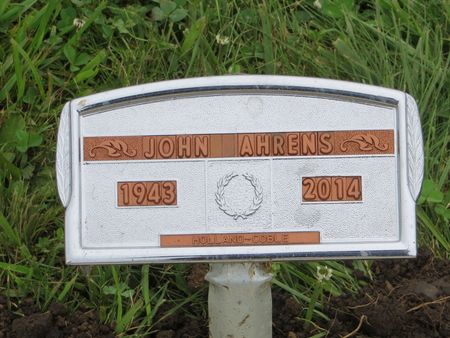 JOHN AHRENS
1943 2014
HOLLAND-COBLE